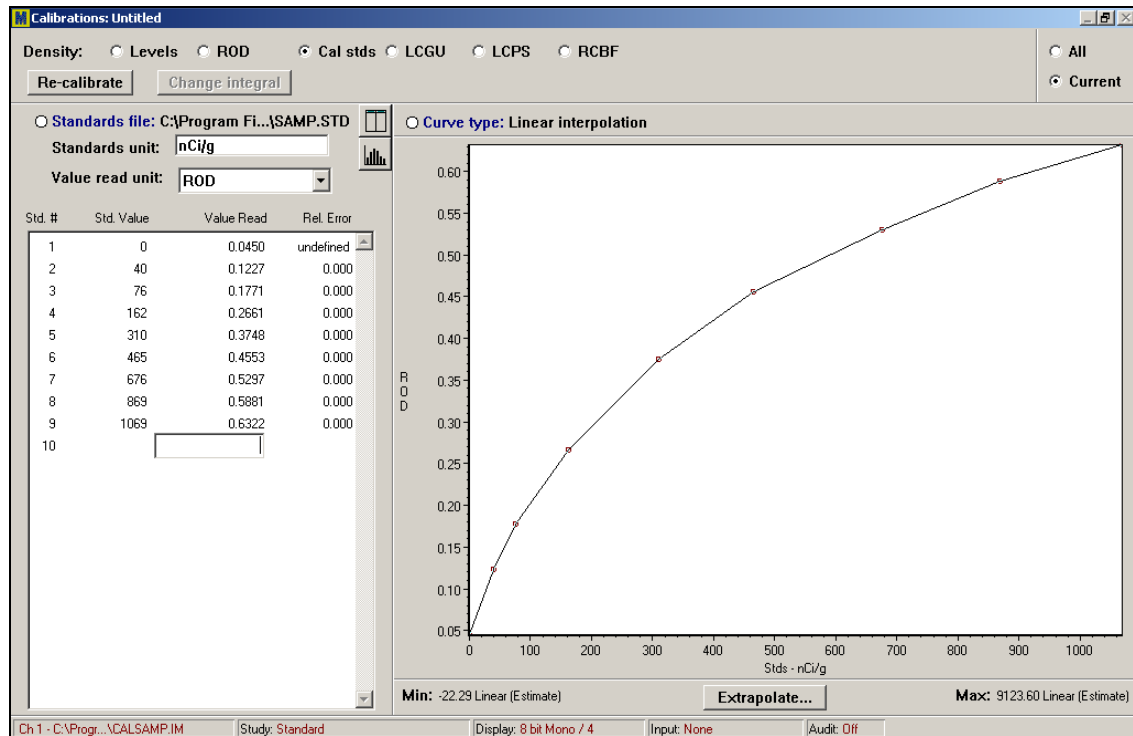 M Calibrations: Untitled
Density: Levels ROD Cal stds LCGU LCPS RCBF All
Re-calibrate Change integral Current
Standards file: C:\Program Fi...\SAMP.STD
Standards unit: nCi/g
Value read unit: ROD
Std. # Std. Value Value Read Rel. Error
1 0 0.0450 undefined
2 40 0.1227 0.000
3 76 0.1771 0.000
4 162 0.2661 0.000
5 310 0.3748 0.000
6 465 0.4553 0.000
7 676 0.5297 0.000
8 869 0.5881 0.000
9 1069 0.6322 0.000
10
Curve type: Linear interpolation
0.60
0.55
0.50
0.45
0.40
0.35
0.30
0.25
0.20
0.15
0.10
0.05
ROD
0 100 200 300 400 500 600 700 800 900 1000
Stds - nCi/g
Min: -22.29 Linear (Estimate) Extrapolate... Max: 9123.60 Linear (Estimate)
Ch 1 - C:\Progr...\CALSAMP.IM Study: Standard Display: 8 bit Mono / 4 Input: None Audit: Off